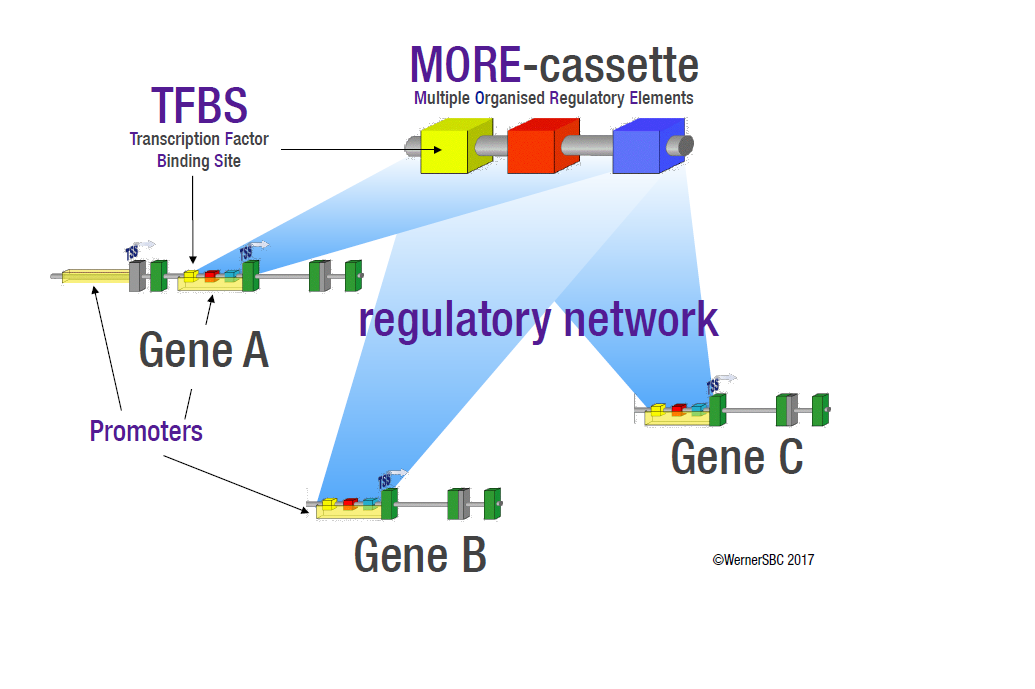 MORE-cassette
Multiple Organised Regulatory Elements
TFBS
Transcription Factor
Binding Site
TSS
TSS
regulatory network
Gene A
TSS
Promoters
Gene C
TSS
Gene B
©WernerSBC 2017